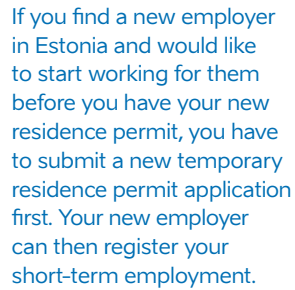 If you find a new employer
in Estonia and would like
to start working for them
before you have your new
residence permit, you have
to submit a new temporary
residence permit application
first. Your new employer
can then register your
short-term employment.